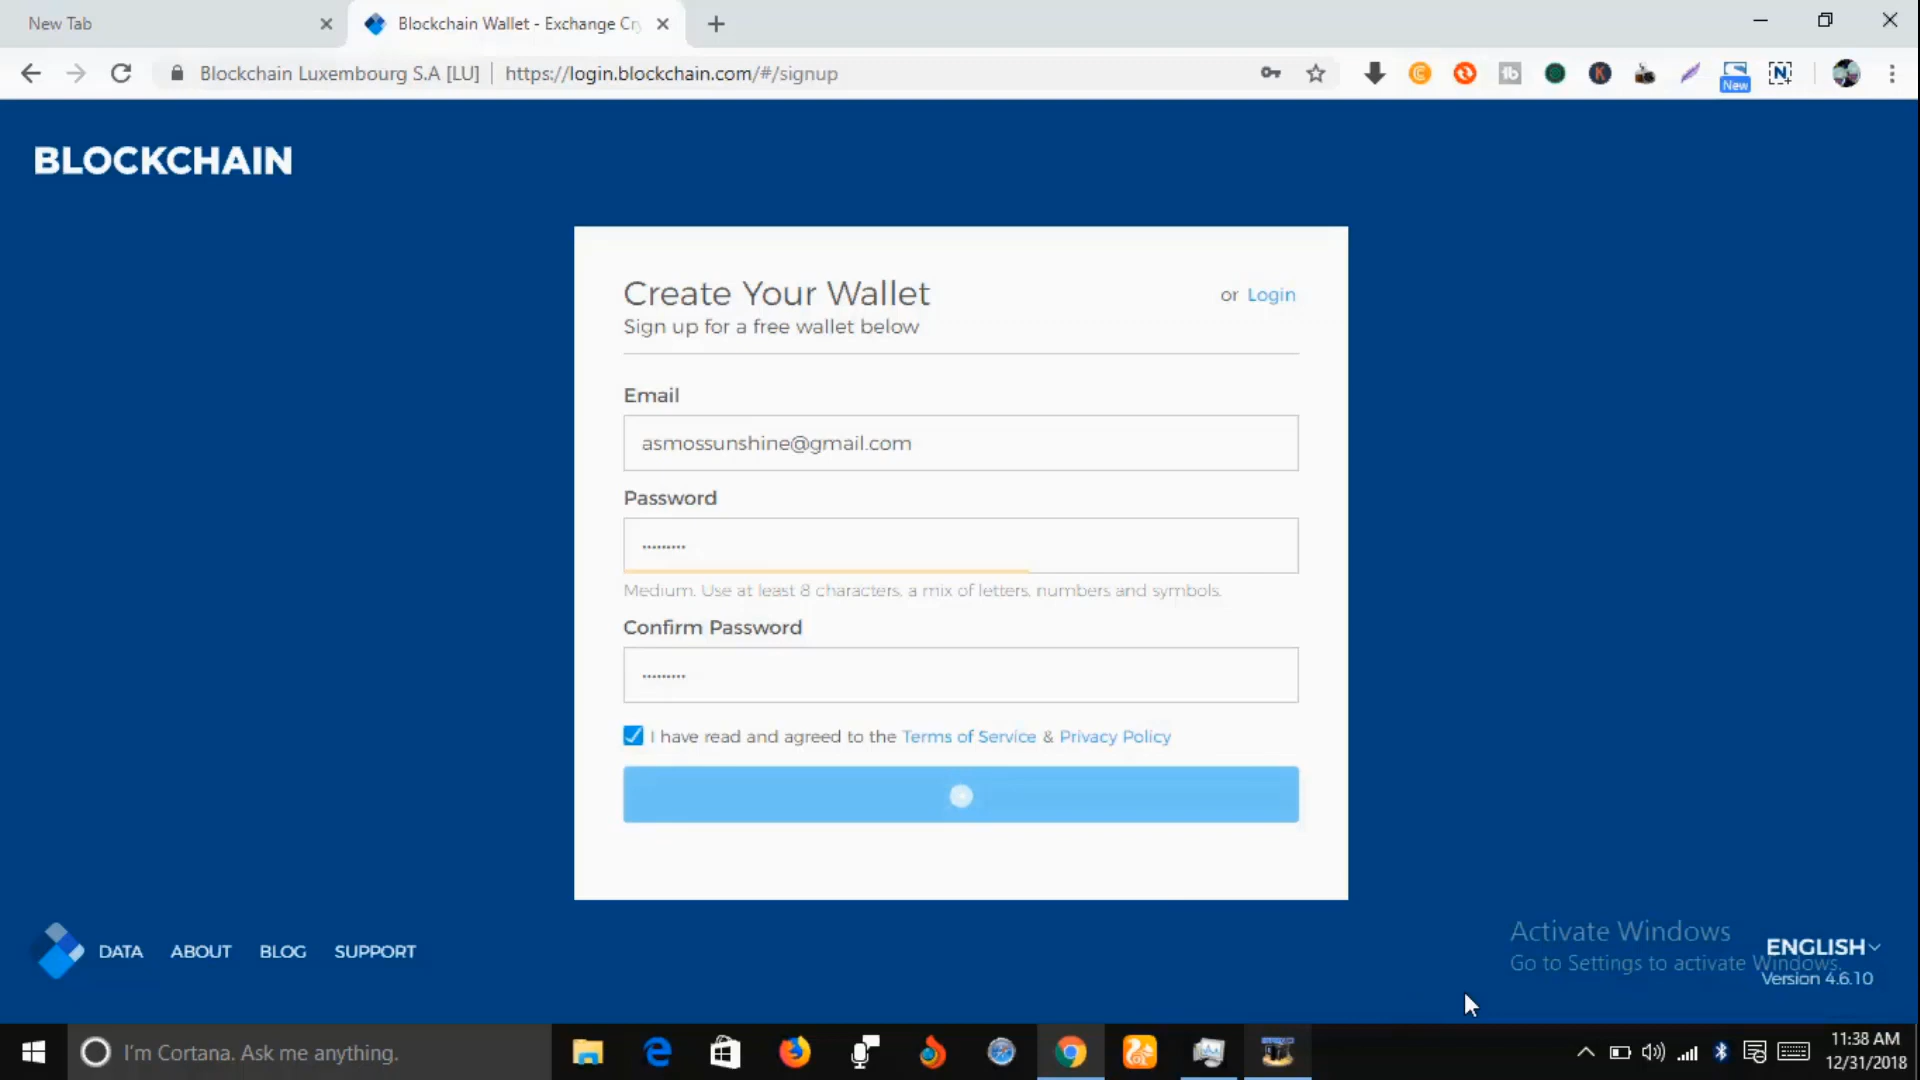 New Tab
Blockchain Wallet - Exchange Cry
Blockchain Luxembourg S.A [LU] | https://login.blockchain.com/#/signup
New
BLOCKCHAIN
Create Your Wallet
or Login
Sign up for a free wallet below
Email
asmossunshine@gmail.com
Password
Medium. Use at least 8 characters, a mix of letters, numbers and symbols.
Confirm Password
I have read and agreed to the Terms of Service & Privacy Policy
DATA ABOUT BLOG SUPPORT
Activate Windows
Go to Settings to activate Windows.
ENGLISH
Version 4.6.10
I'm Cortana. Ask me anything.
11:38 AM
12/31/2018